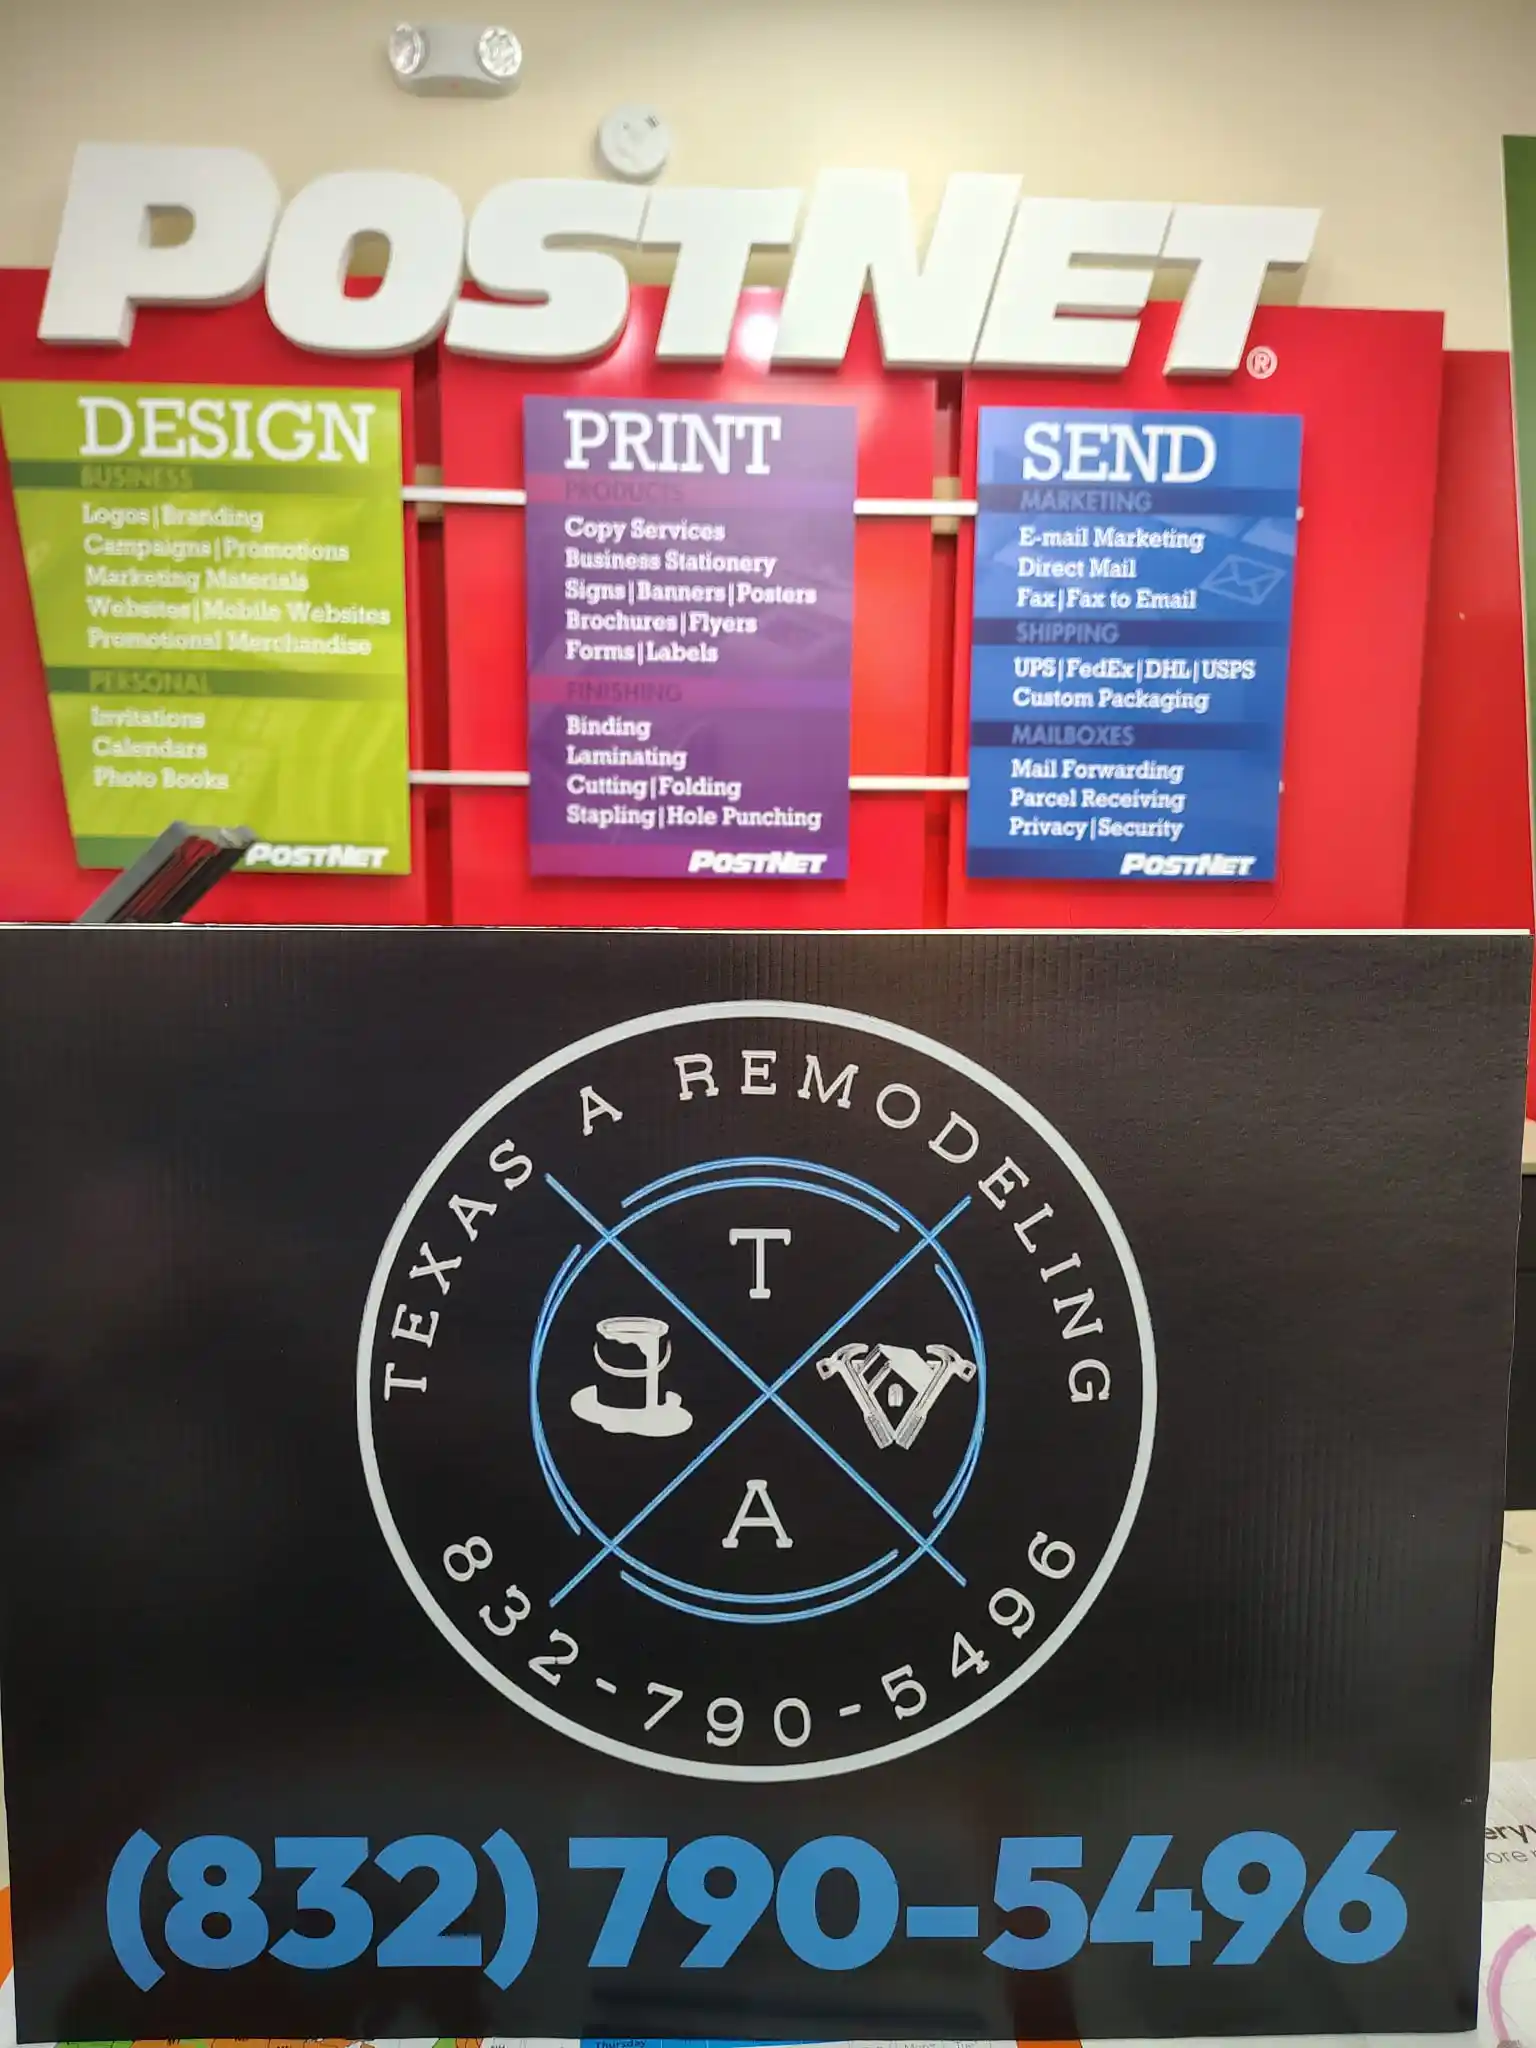 POSTNET®
DESIGN
BUSINESS
Logos|Branding
Campaigns|Promotions
Marketing Materials
Websites|Mobile Websites
Promotional Merchandise
PERSONAL
Invitations
Calendars
Photo Books
POSTNET
PRINT
PRODUCTS
Copy Services
Business Stationery
Signs|Banners|Posters
Brochures|Flyers
Forms|Labels
FINISHING
Binding
Laminating
Cutting|Folding
Stapling|Hole Punching
POSTNET
SEND
MARKETING
E-mail Marketing
Direct Mail
Fax|Fax to Email
SHIPPING
UPS|FedEx|DHL|USPS
Custom Packaging
MAILBOXES
Mail Forwarding
Parcel Receiving
Privacy|Security
POSTNET
TEXAS A REMODELING
T
A
832-790-5496
(832) 790-5496
Thursday